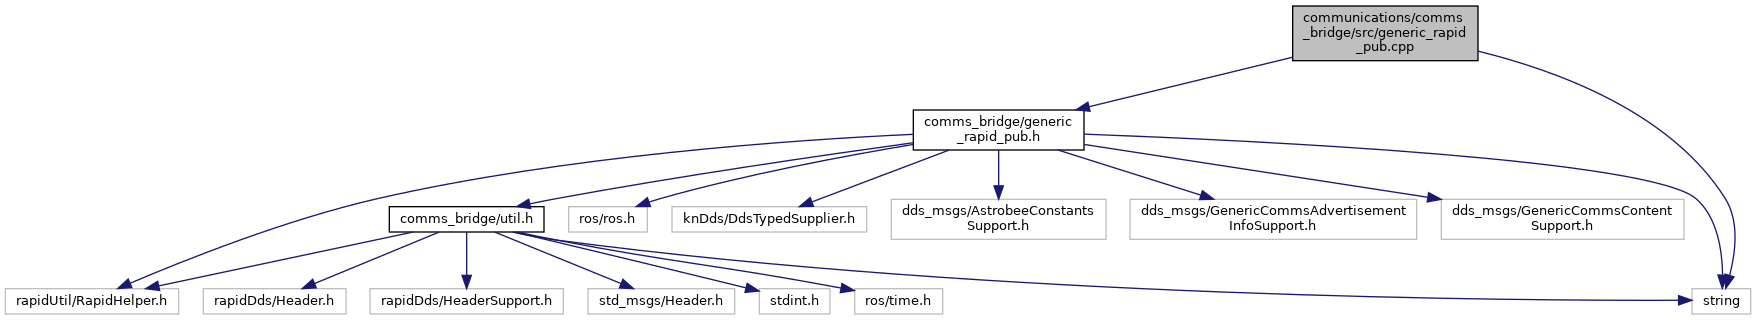 communications/comms
_bridge/src/generic_rapid
_pub.cpp
comms_bridge/generic
_rapid_pub.h
comms_bridge/util.h
ros/ros.h
knDds/DdsTypedSupplier.h
dds_msgs/AstrobeeConstants
Support.h
dds_msgs/GenericCommsAdvertisement
InfoSupport.h
dds_msgs/GenericCommsContent
Support.h
rapidUtil/RapidHelper.h
rapidDds/Header.h
rapidDds/HeaderSupport.h
std_msgs/Header.h
stdint.h
ros/time.h
string